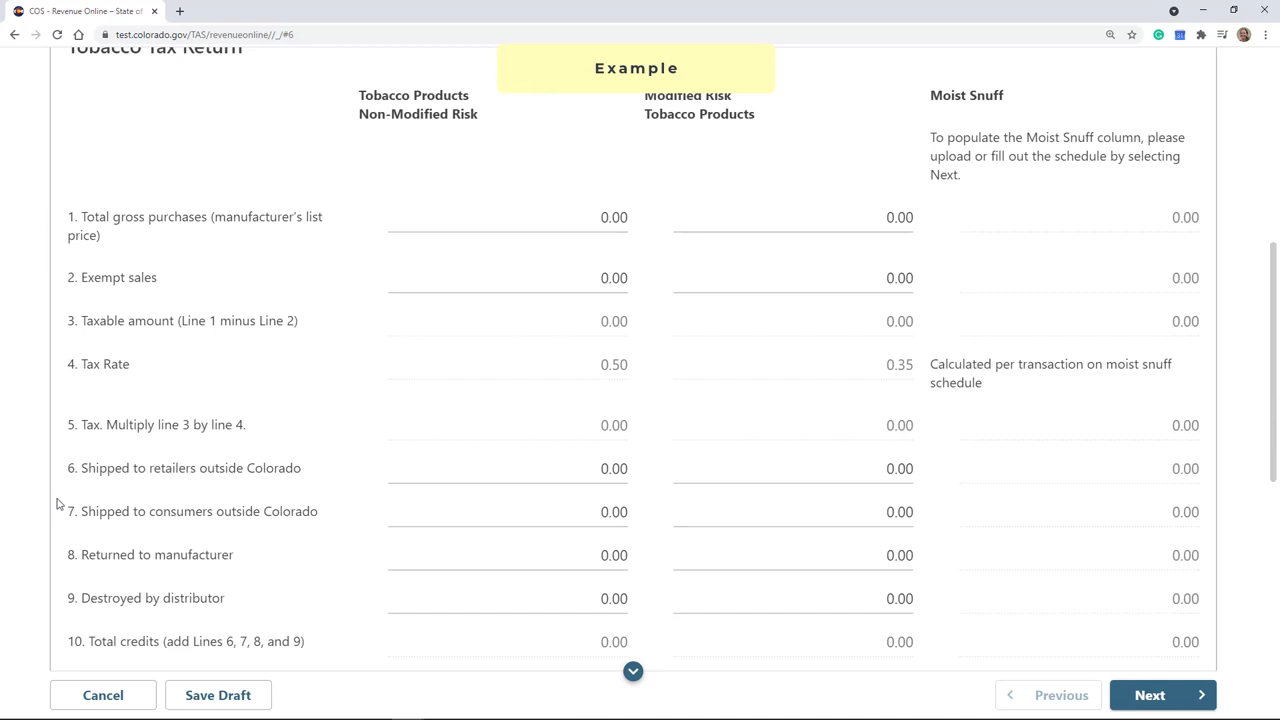 COS - Revenue Online – State of
test.colorado.gov/TAS/revenueonline//_/#6
Tobacco Tax Return
Example
Tobacco Products
Non-Modified Risk
Modified Risk
Tobacco Products
Moist Snuff
To populate the Moist Snuff column, please
upload or fill out the schedule by selecting
Next.
1. Total gross purchases (manufacturer's list
price)
0.00 0.00 0.00
2. Exempt sales 0.00 0.00 0.00
3. Taxable amount (Line 1 minus Line 2) 0.00 0.00 0.00
4. Tax Rate 0.50 0.35 Calculated per transaction on moist snuff
schedule
5. Tax. Multiply line 3 by line 4. 0.00 0.00 0.00
6. Shipped to retailers outside Colorado 0.00 0.00 0.00
7. Shipped to consumers outside Colorado 0.00 0.00 0.00
8. Returned to manufacturer 0.00 0.00 0.00
9. Destroyed by distributor 0.00 0.00 0.00
10. Total credits (add Lines 6, 7, 8, and 9) 0.00 0.00 0.00
Cancel Save Draft Previous Next